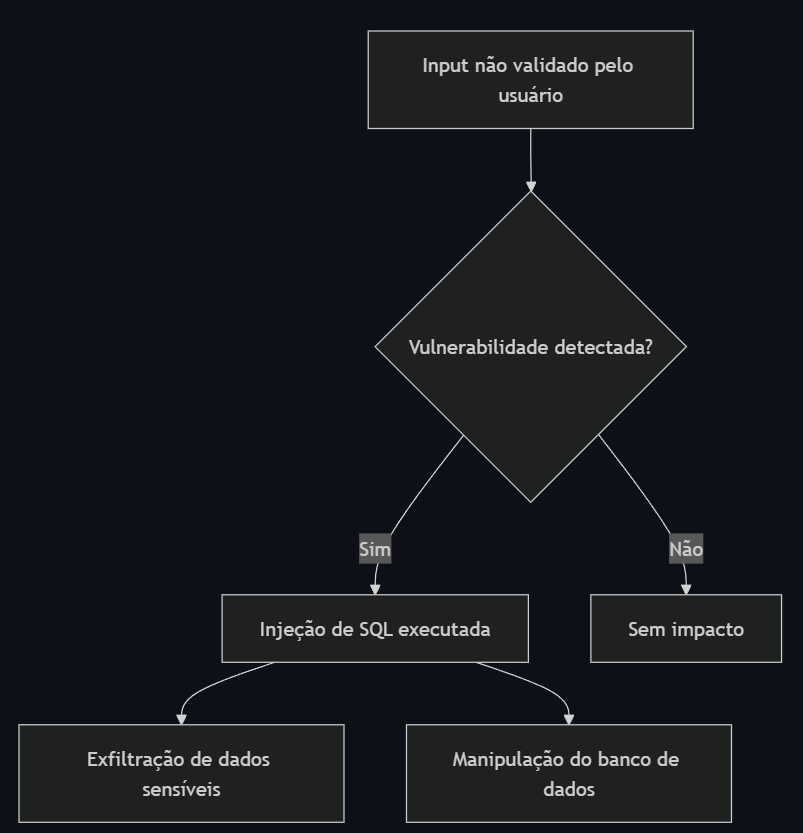 Input não validado pelo
usuário
Vulnerabilidade detectada?
Sim
Não
Injeção de SQL executada
Sem impacto
Exfiltração de dados
sensíveis
Manipulação do banco de
dados